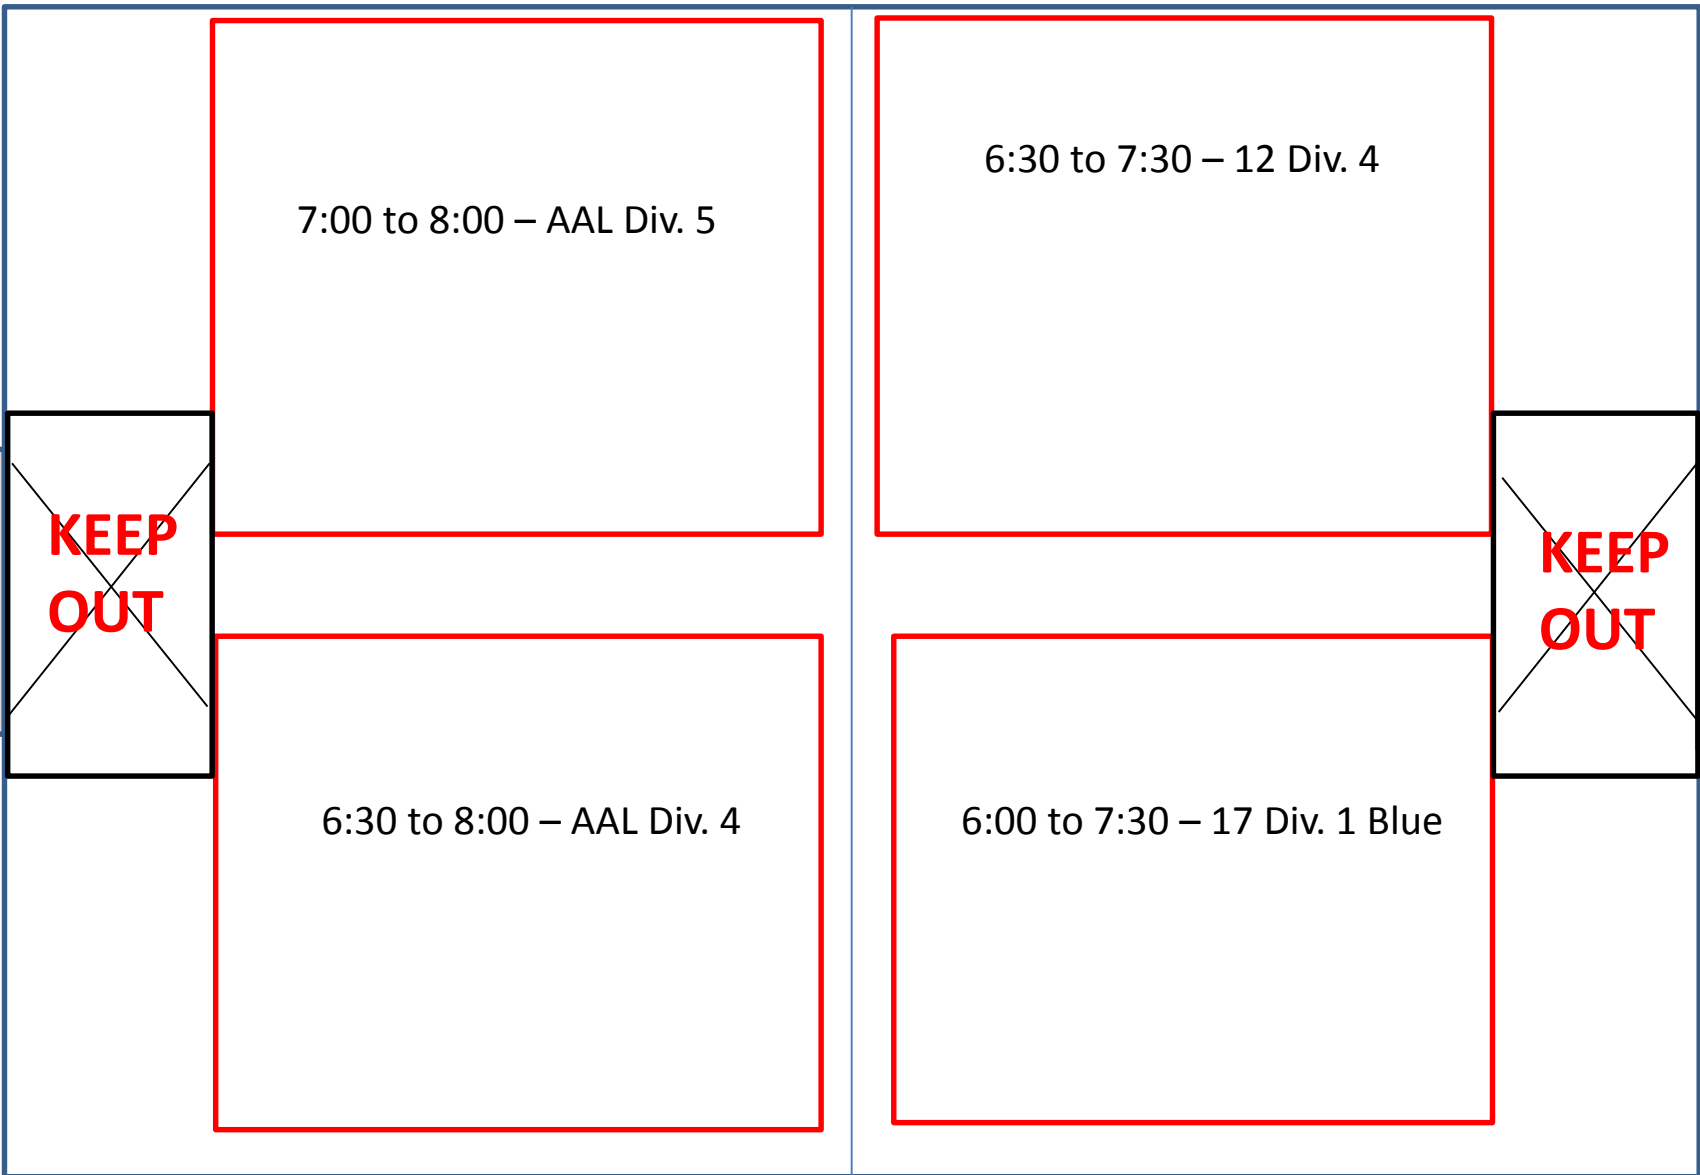 7:00 to 8:00 – AAL Div. 5
6:30 to 7:30 – 12 Div. 4
KEEP
OUT
KEEP
OUT
6:30 to 8:00 – AAL Div. 4
6:00 to 7:30 – 17 Div. 1 Blue